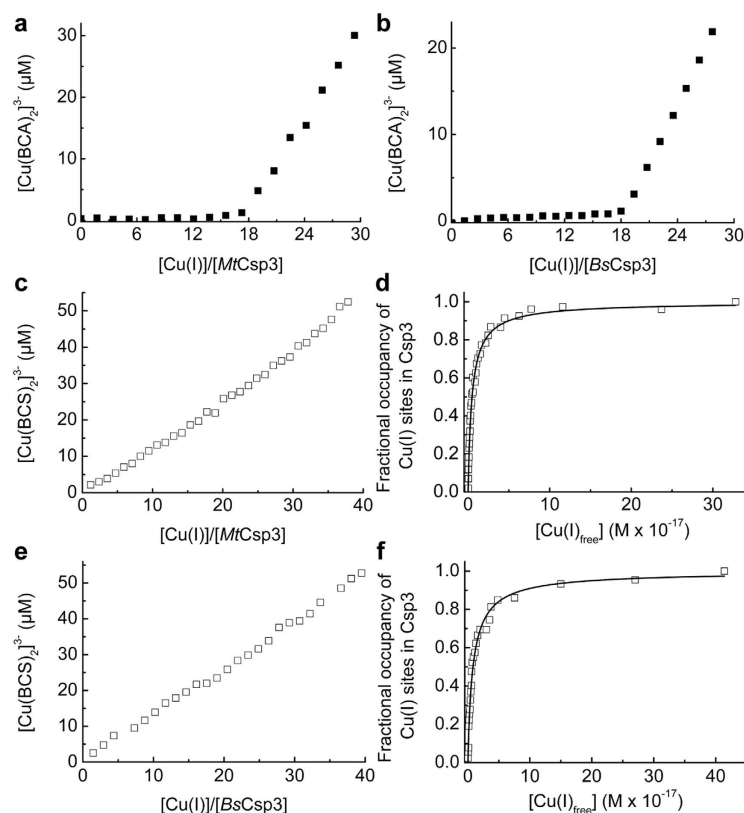 a
[Cu(BCA)₂]³⁻ (μM)
30
20
10
0
0 6 12 18 24 30
[Cu(I)]/[MtCsp3]
b
[Cu(BCA)₂]³⁻ (μM)
20
10
0
0 6 12 18 24 30
[Cu(I)]/[BsCsp3]
c
[Cu(BCS)₂]³⁻ (μM)
50
40
30
20
10
0
0 10 20 30 40
[Cu(I)]/[MtCsp3]
d
Fractional occupancy of
Cu(I) sites in Csp3
1.0
0.8
0.6
0.4
0.2
0
0 10 20 30
[Cu(I)free] (M x 10⁻¹⁷)
e
[Cu(BCS)₂]³⁻ (μM)
50
40
30
20
10
0
0 10 20 30 40
[Cu(I)]/[BsCsp3]
f
Fractional occupancy of
Cu(I) sites in Csp3
1.0
0.8
0.6
0.4
0.2
0
0 10 20 30 40
[Cu(I)free] (M x 10⁻¹⁷)